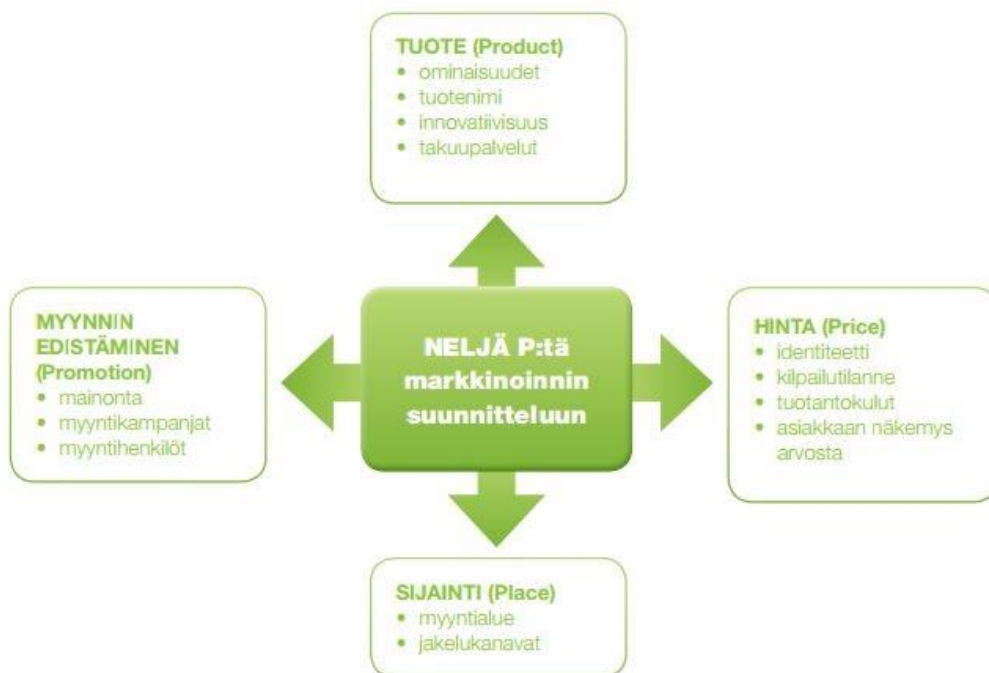 TUOTE (Product)
• ominaisuudet
• tuotenimi
• innovatiivisuus
• takuupalvelut
MYYNNIN
EDISTÄMINEN
(Promotion)
• mainonta
• myyntikampanjat
• myyntihenkilöt
NELJÄ P:tä
markkinoinnin
suunnitteluun
HINTA (Price)
• identiteetti
• kilpailutilanne
• tuotantokulut
• asiakkaan näkemys
arvosta
SIJAINTI (Place)
• myyntialue
• jakelukanavat